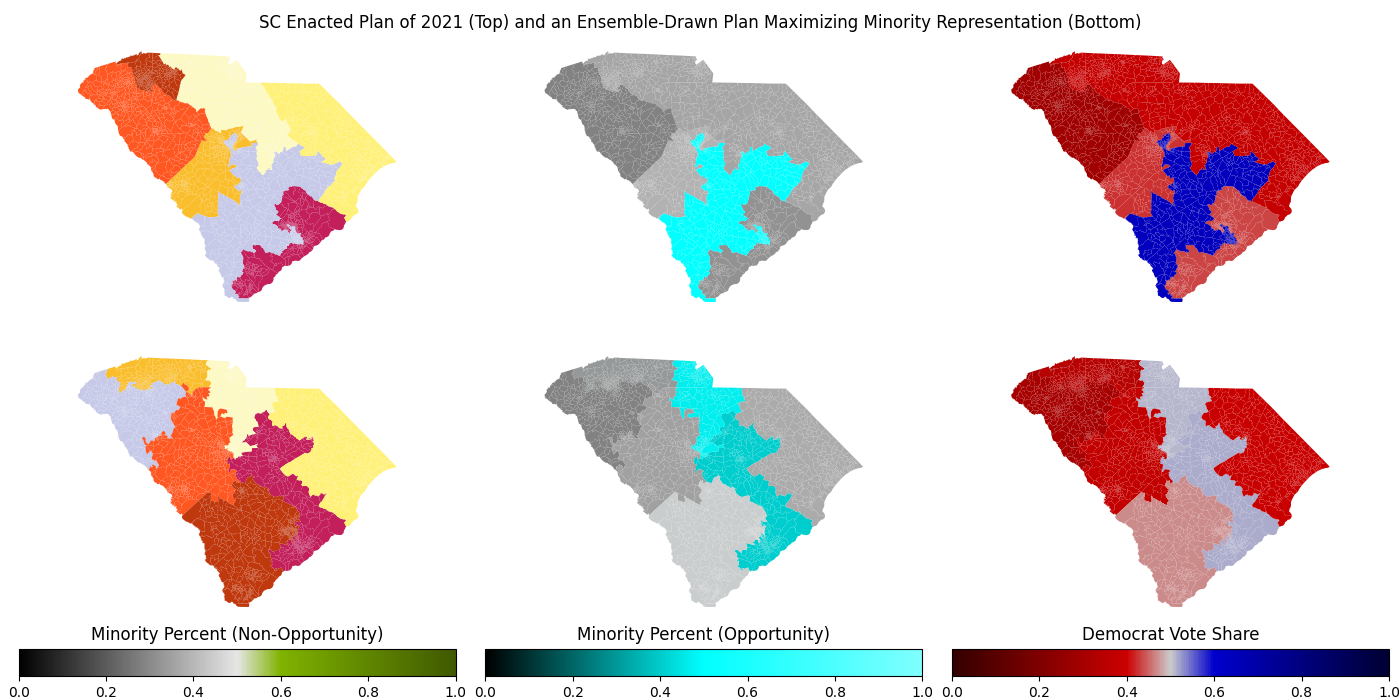 SC Enacted Plan of 2021 (Top) and an Ensemble-Drawn Plan Maximizing Minority Representation (Bottom)
Minority Percent (Non-Opportunity)
Minority Percent (Opportunity)
Democrat Vote Share
0.0 0.2 0.4 0.6 0.8 1.0
0.0 0.2 0.4 0.6 0.8 1.0
0.0 0.2 0.4 0.6 0.8